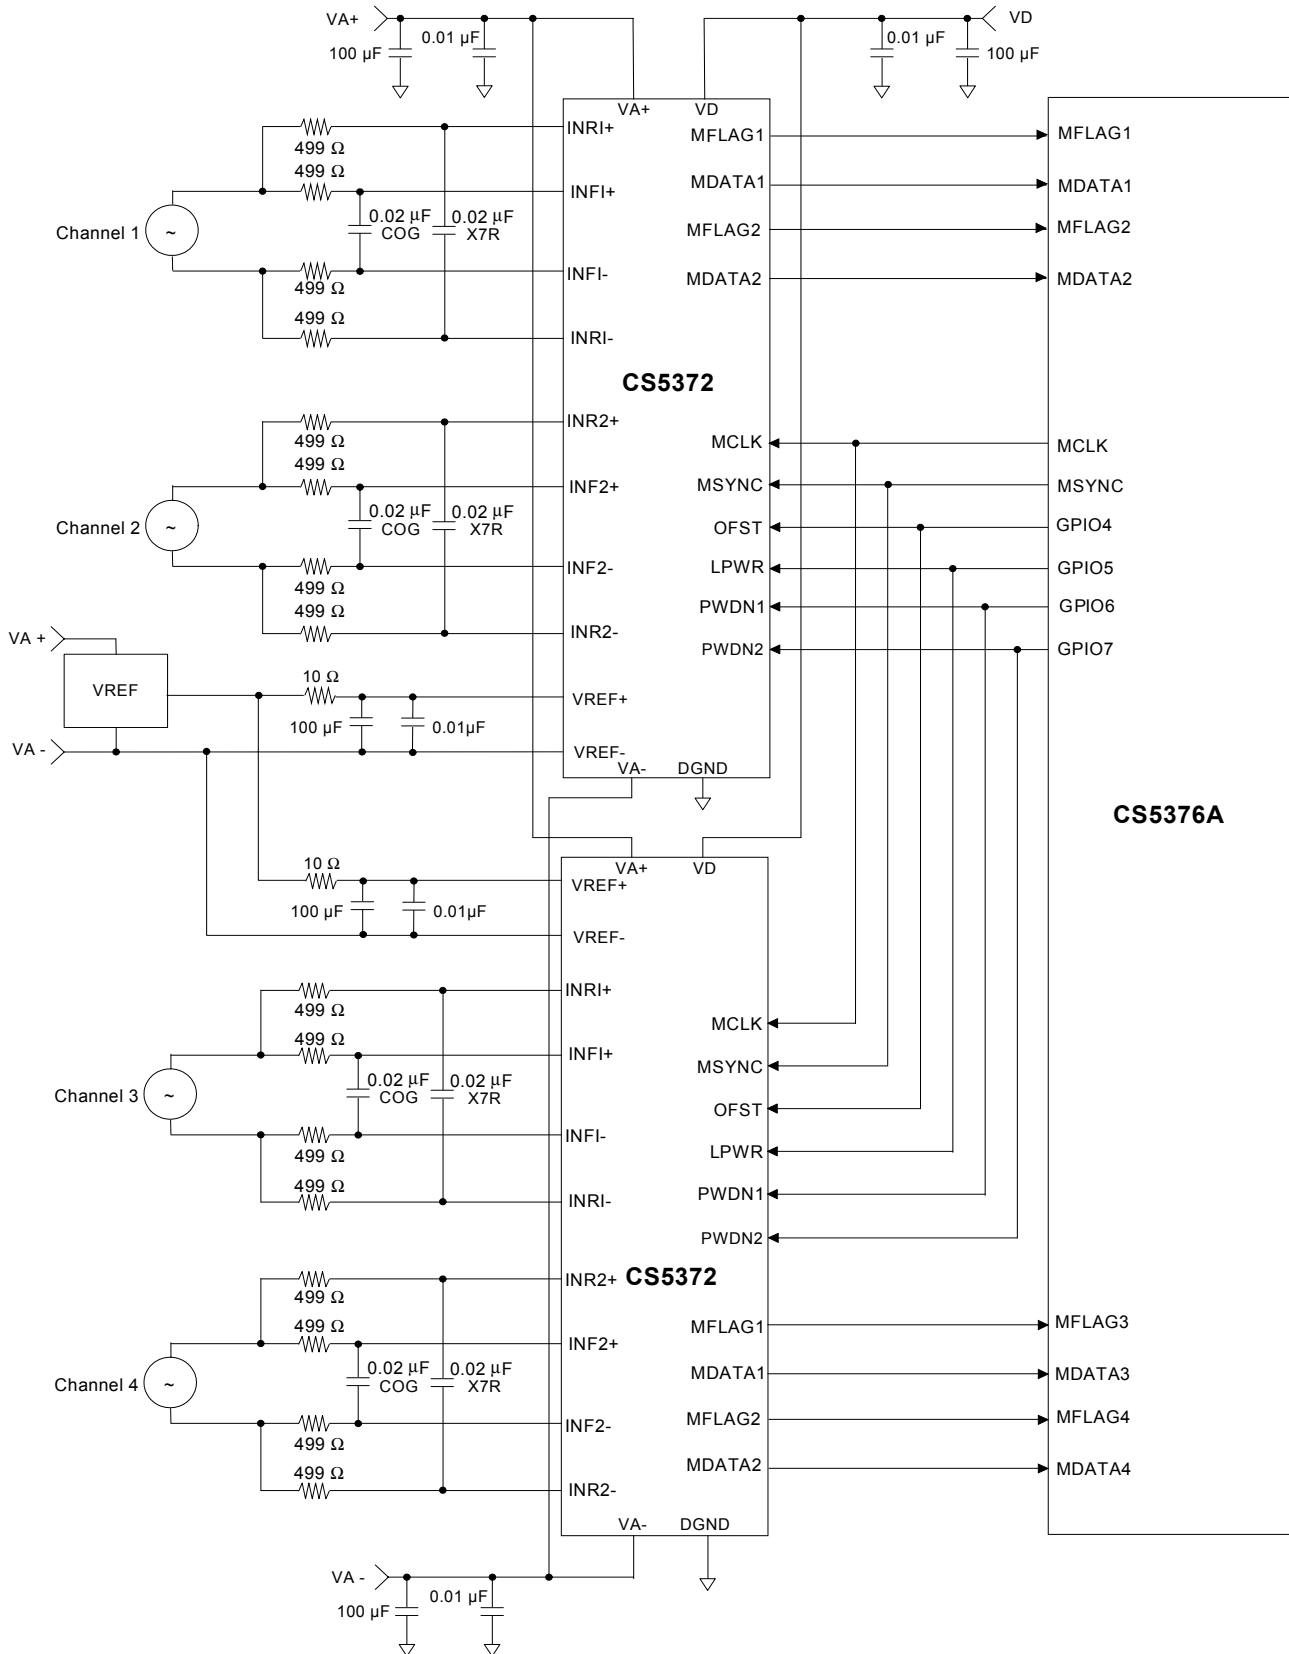 VA+
100 µF
0.01 µF
0.01 µF
100 µF
VD
VA+
VD
INRI+
499 Ω
499 Ω
INFI+
Channel 1
~
0.02 µF
COG
0.02 µF
X7R
INFI-
499 Ω
499 Ω
INRI-
MFLAG1
MDATA1
MFLAG2
MDATA2
MFLAG1
MDATA1
MFLAG2
MDATA2
CS5372
INR2+
499 Ω
499 Ω
INF2+
Channel 2
~
0.02 µF
COG
0.02 µF
X7R
INF2-
499 Ω
499 Ω
INR2-
MCLK
MSYNC
OFST
LPWR
PWDN1
PWDN2
MCLK
MSYNC
GPIO4
GPIO5
GPIO6
GPIO7
VA +
VREF
VA -
10 Ω
100 µF
0.01µF
VREF+
VREF-
VA-
DGND
CS5376A
VA+
VD
10 Ω
100 µF
0.01µF
VREF+
VREF-
INRI+
499 Ω
499 Ω
INFI+
Channel 3
~
0.02 µF
COG
0.02 µF
X7R
INFI-
499 Ω
499 Ω
INRI-
MCLK
MSYNC
OFST
LPWR
PWDN1
PWDN2
CS5372
INR2+
499 Ω
499 Ω
INF2+
Channel 4
~
0.02 µF
COG
0.02 µF
X7R
INF2-
499 Ω
499 Ω
INR2-
MFLAG1
MDATA1
MFLAG2
MDATA2
MFLAG3
MDATA3
MFLAG4
MDATA4
VA-
DGND
VA -
100 µF
0.01 µF